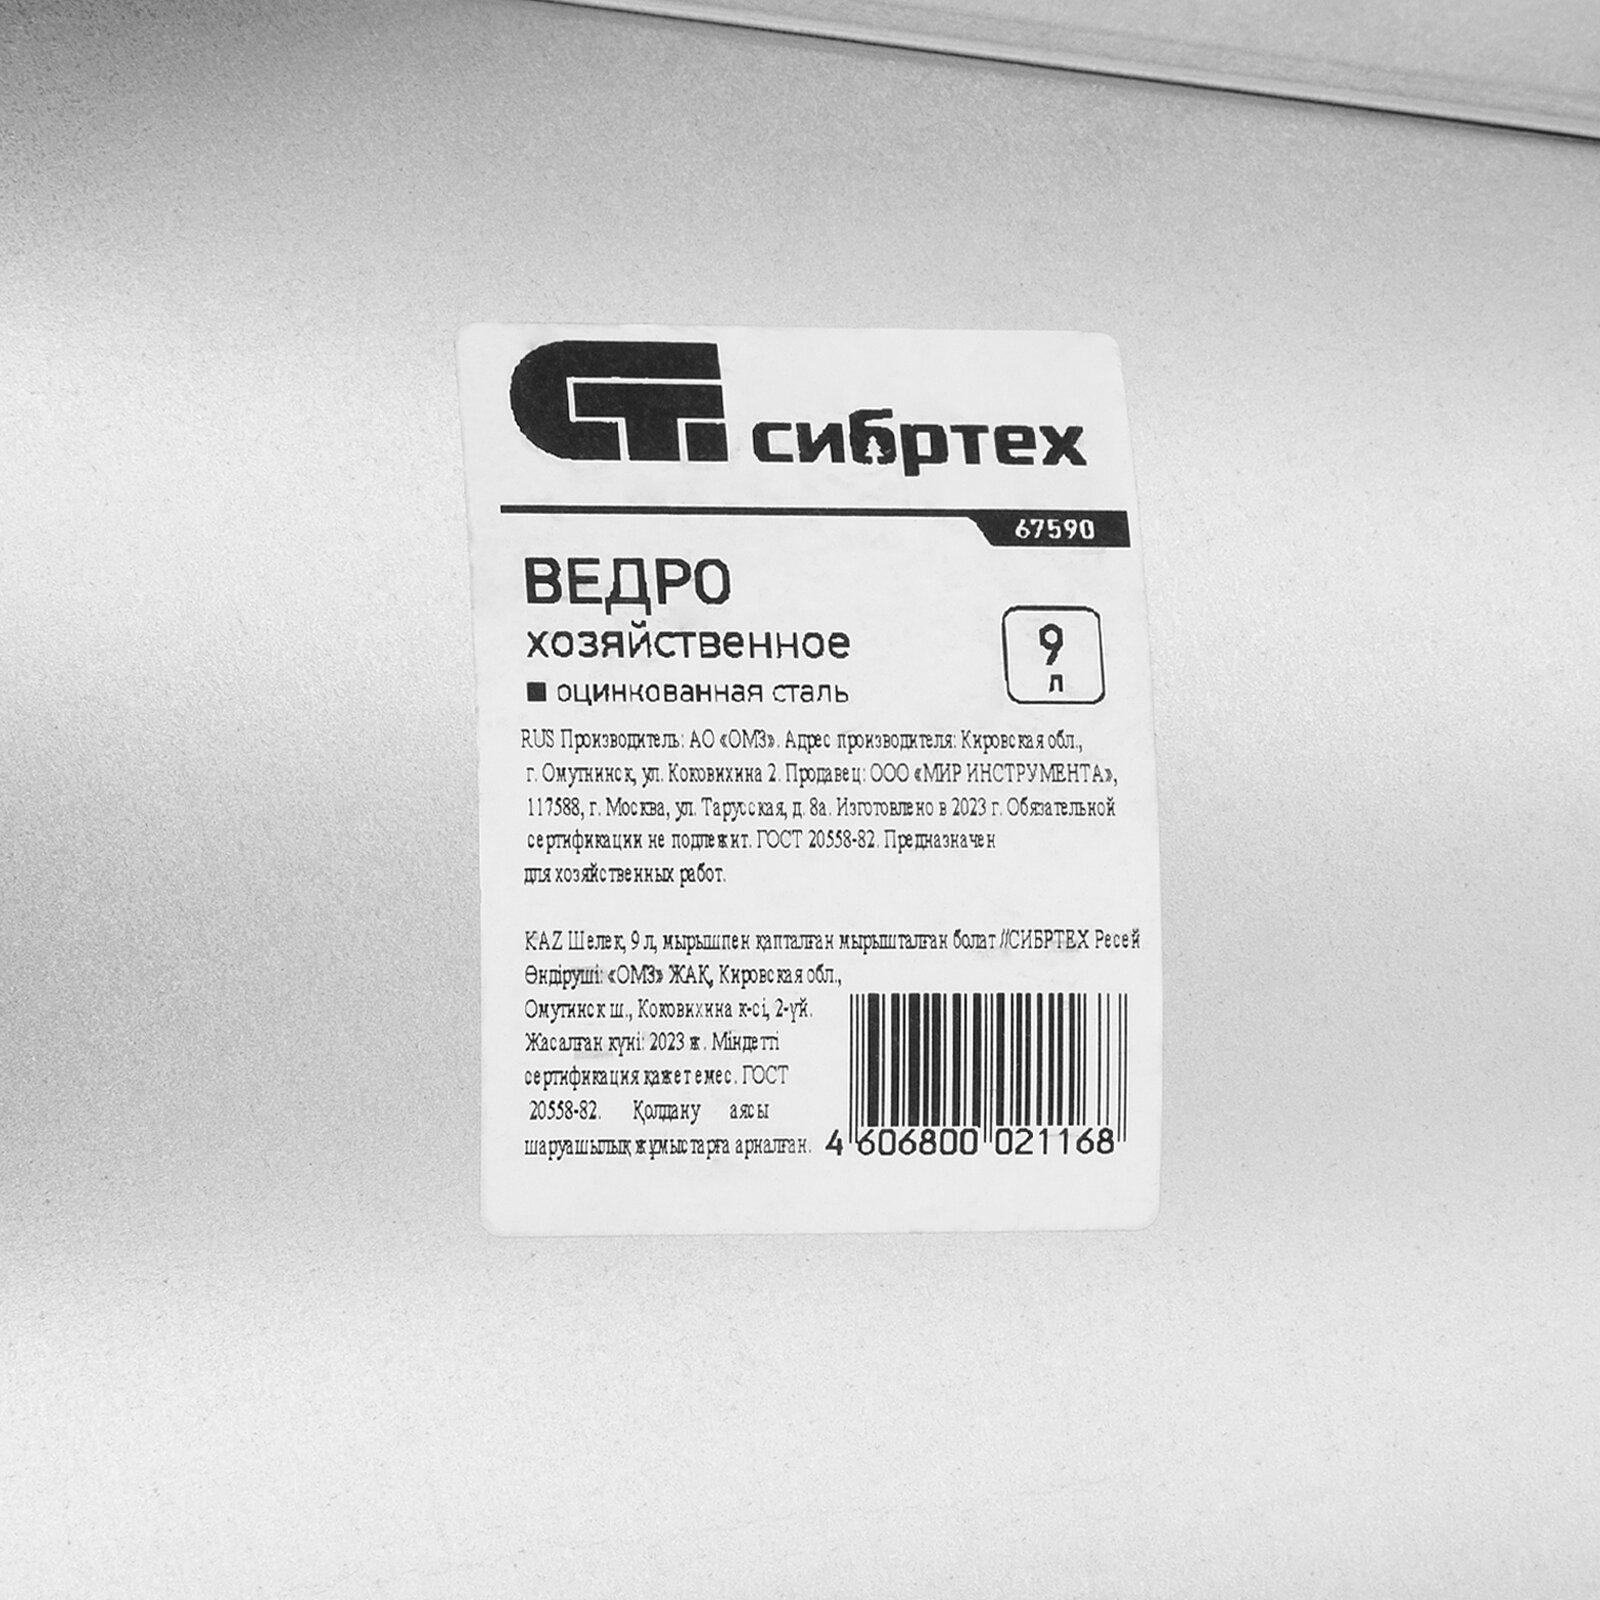 СТ сибртех
67590
ВЕДРО
хозяйственное
9
л
■ оцинкованная сталь
RUS Производитель: АО «ОМЗ». Адрес производителя: Кировская обл.,
г. Омутнинск, ул. Коковихина 2. Продавец: ООО «МИР ИНСТРУМЕНТА»,
117588, г. Москва, ул. Тарусская, д. 8а. Изготовлено в 2023 г. Обязательной
сертификации не подлежит. ГОСТ 20558-82. Предназначен
для хозяйственных работ.
KAZ Шелек, 9 л, мырышпен қапталған мырышталған болат //СИБРТЕХ Ресей
Өндіруші: «ОМЗ» ЖАҚ, Кировская обл.,
Омутинск ш., Коковихина к-сі, 2-үй.
Жасалған күні: 2023 ж. Міндетті
сертификация қажет емес. ГОСТ
20558-82. Қолдану аясы
шаруашылық жұмыстарға арналған.
4 606800 021168